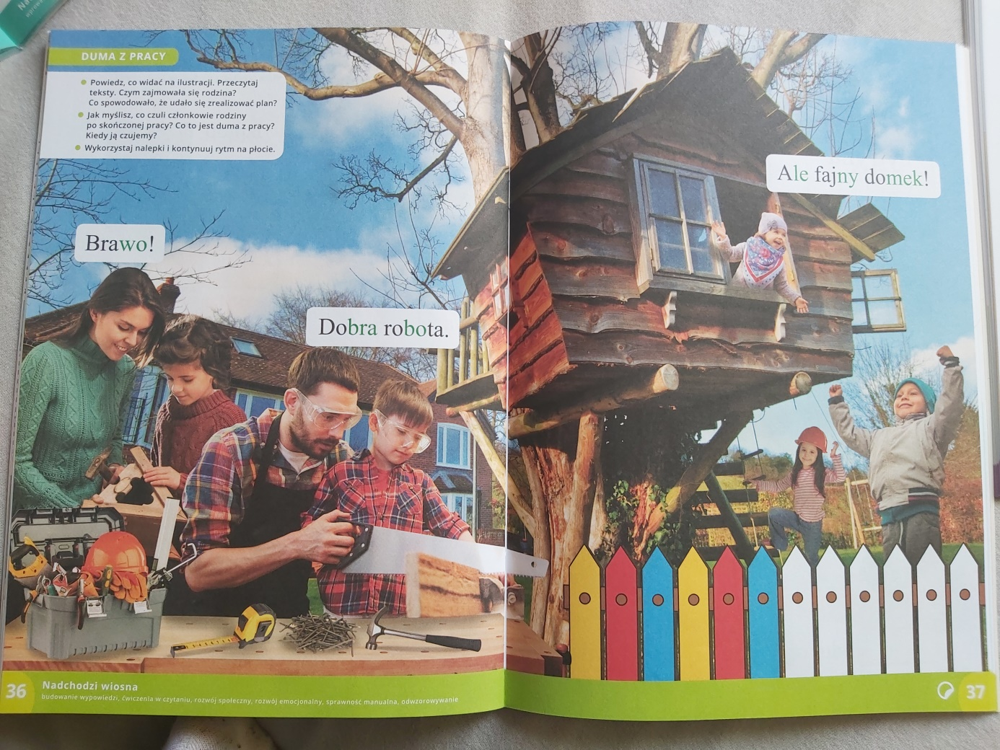 DUMA Z PRACY
Powiedz, co widać na ilustracji. Przeczytaj
teksty. Czym zajmowała się rodzina?
Co spowodowało, że udało się zrealizować plan?
Jak myślisz, co czuli członkowie rodziny
po skończonej pracy? Co to jest duma z pracy?
Kiedy ją czujemy?
Wykorzystaj nalepki i kontynuuj rytm na płocie.
Brawo!
Dobra robota.
Ale fajny domek!
36
Nadchodzi wiosna
budowanie wypowiedzi, ćwiczenia w czytaniu, rozwój społeczny, rozwój emocjonalny, sprawność manualna, odwzorowywanie
37